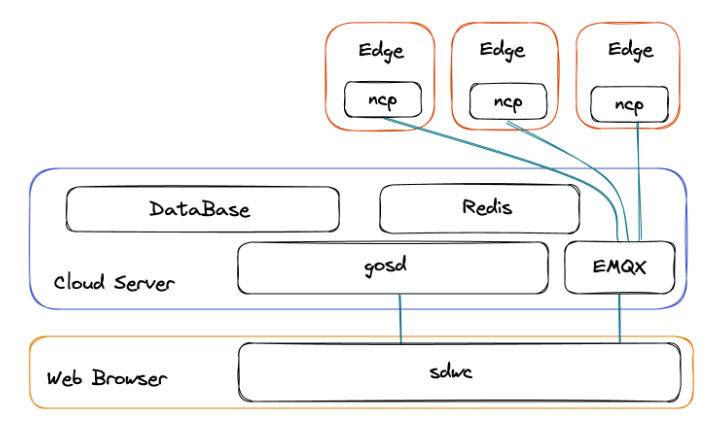 Edge
Edge
Edge
ncp
ncp
ncp
DataBase
Redis
gosd
EMQX
Cloud Server
sdwc
Web Browser